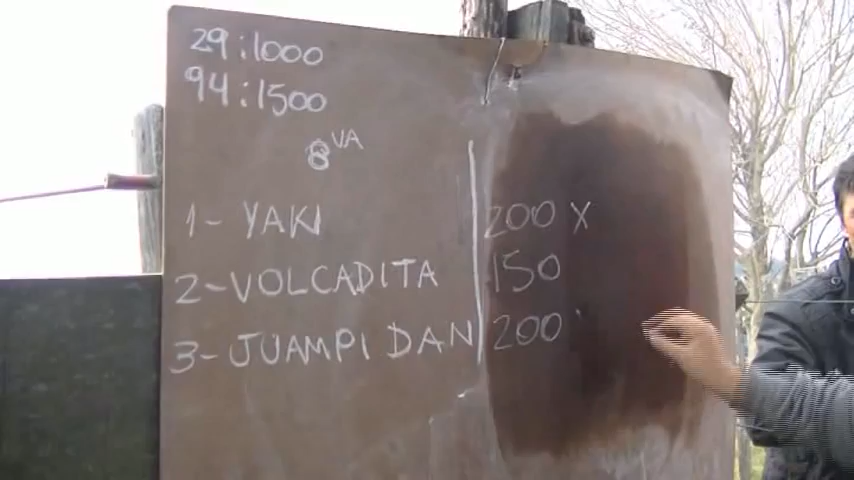 29:1000
94:1500
8VA
1- YAKI 200 X
2- VOLCADITA 150
3- JUAMPI DAN 200